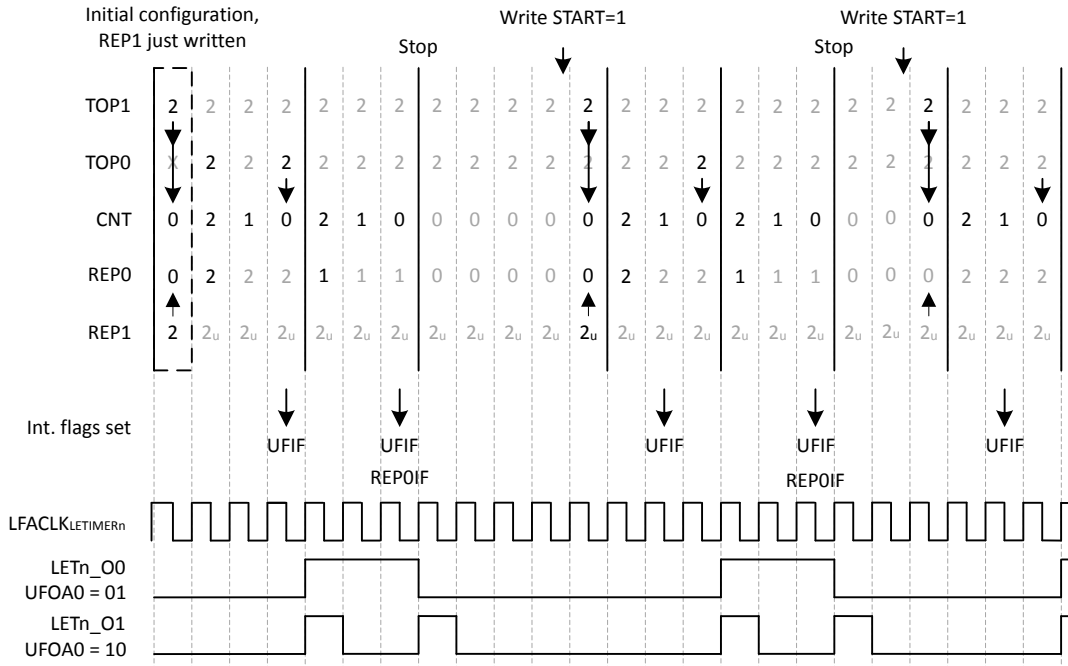 Initial configuration,
REP1 just written
Stop
Write START=1
Stop
Write START=1
TOP1 2 2 2 2 2 2 2 2 2 2 2 2 2 2 2 2 2 2 2 2 2 2 2 2
TOP0 X 2 2 2 2 2 2 2 2 2 2 2 2 2 2 2 2 2 2 2 2 2 2 2
CNT 0 2 1 0 2 1 0 0 0 0 0 0 2 1 0 2 1 0 0 0 0 2 1 0
REP0 0 2 2 2 1 1 1 0 0 0 0 0 2 2 2 1 1 1 0 0 0 2 2 2
REP1 2 2u 2u 2u 2u 2u 2u 2u 2u 2u 2u 2u 2u 2u 2u 2u 2u 2u 2u 2u 2u 2u 2u 2u
Int. flags set
UFIF UFIF UFIF UFIF UFIF
REP0IF REP0IF
LFACLKLETIMERn
LETn_O0
UFOA0 = 01
LETn_O1
UFOA0 = 10